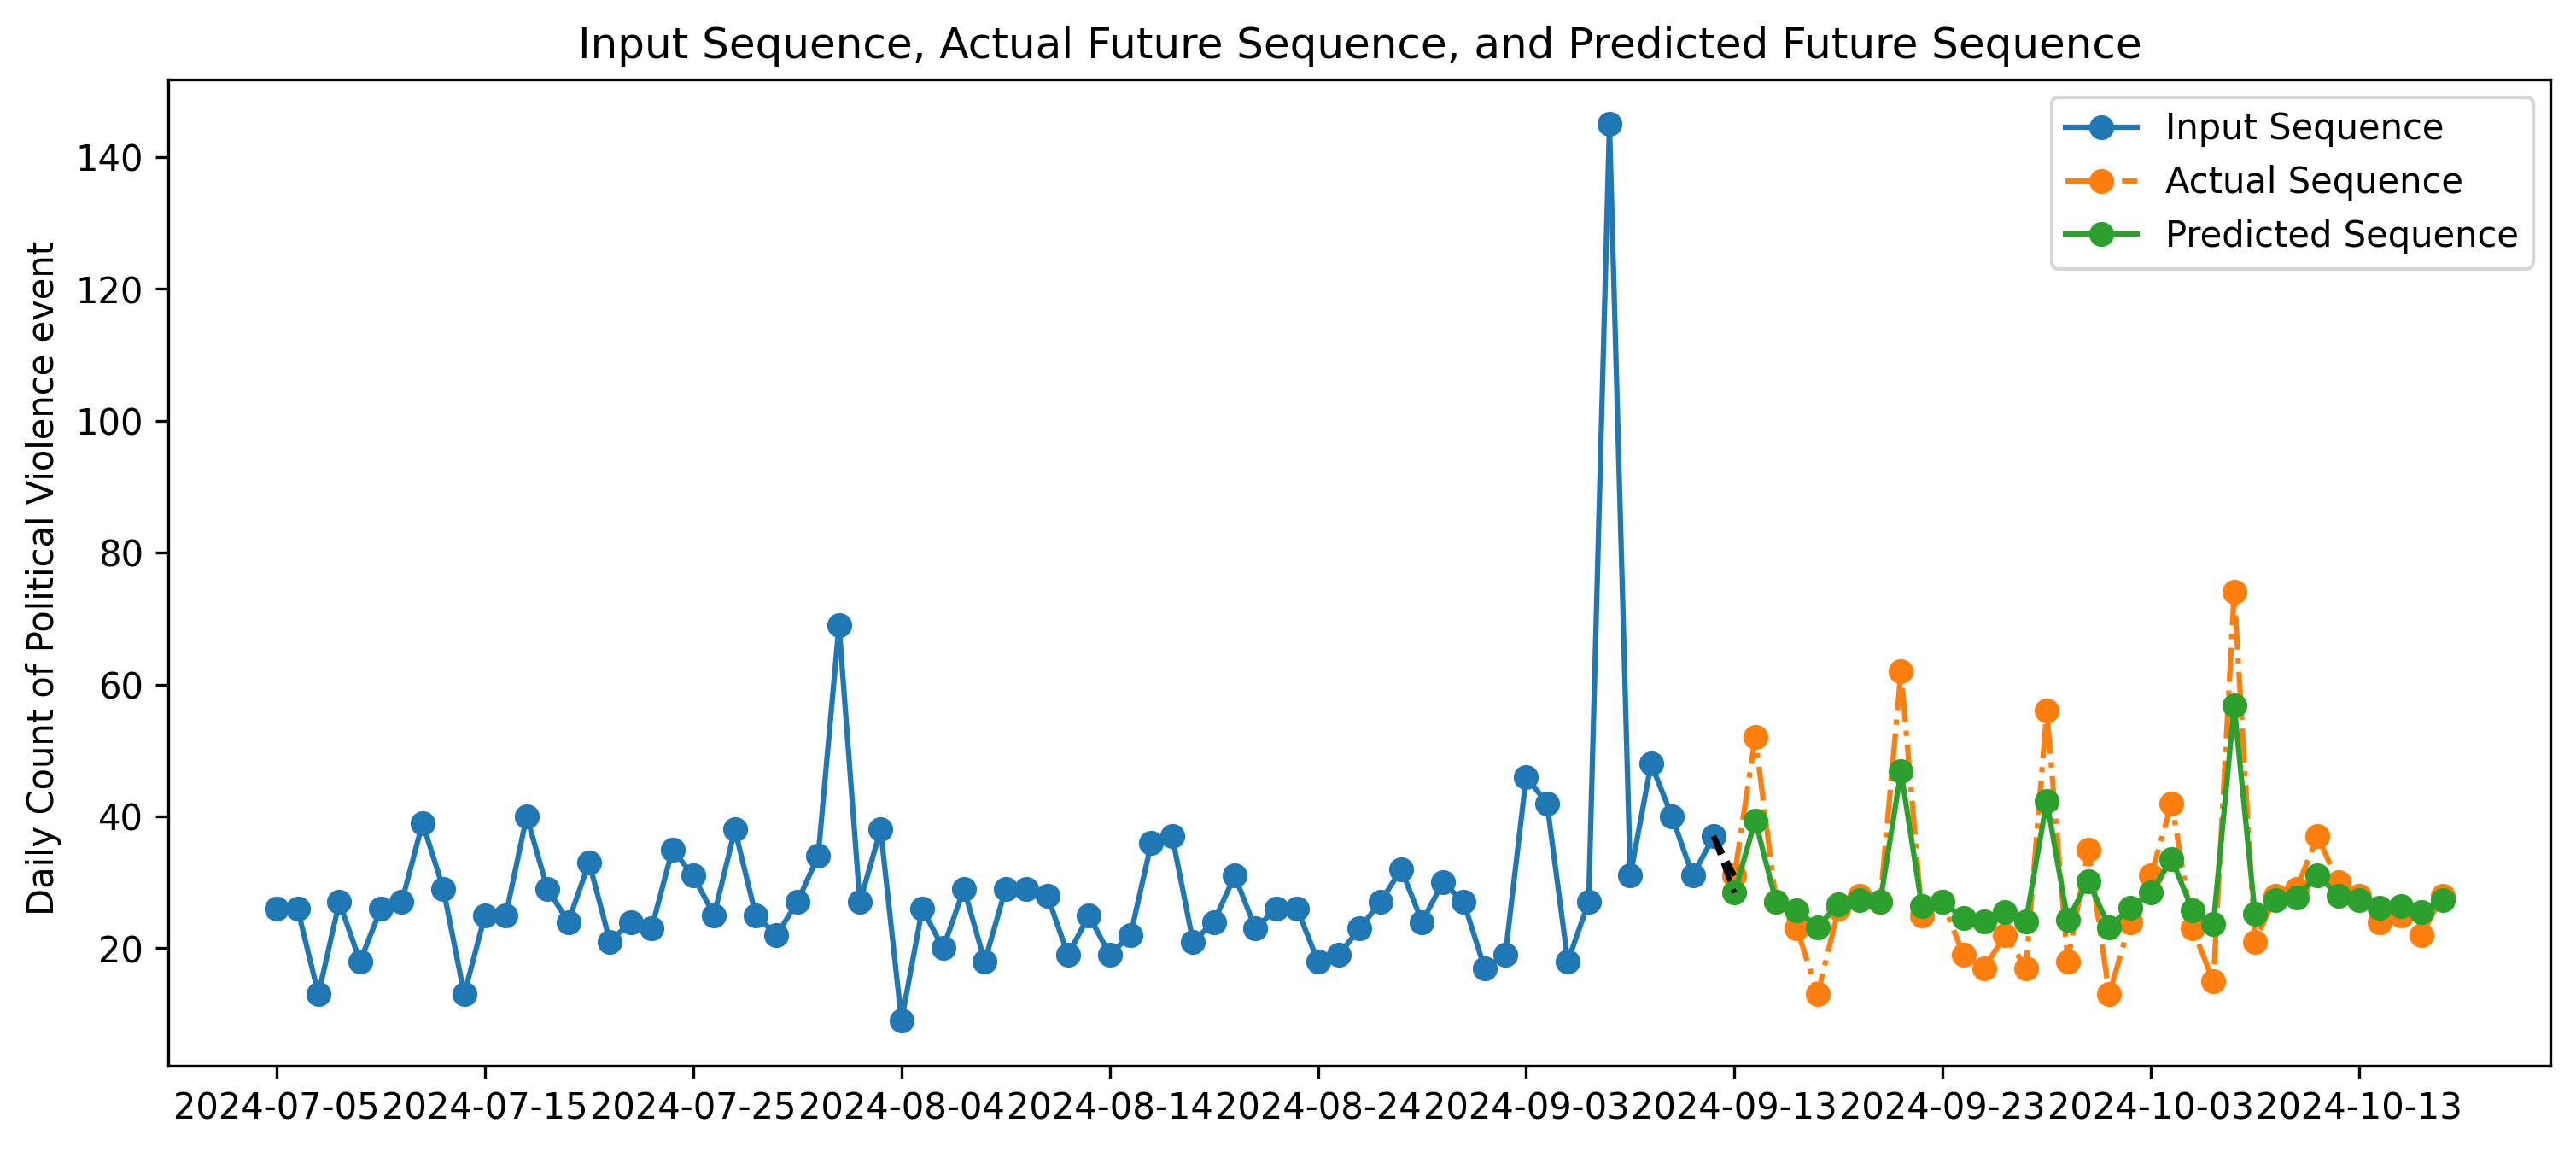 Input Sequence, Actual Future Sequence, and Predicted Future Sequence
Input Sequence
Actual Sequence
Predicted Sequence
Daily Count of Political Violence event
140
120
100
80
60
40
20
2024-07-05 2024-07-15 2024-07-25 2024-08-04 2024-08-14 2024-08-24 2024-09-03 2024-09-13 2024-09-23 2024-10-03 2024-10-13